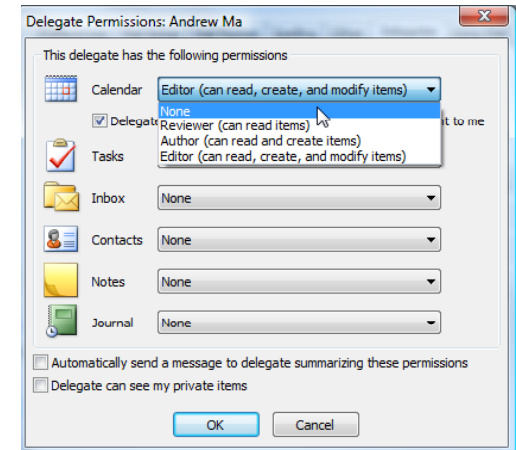 Delegate Permissions: Andrew Ma
This delegate has the following permissions
Calendar Editor (can read, create, and modify items)
None
Delegat t to me
Reviewer (can read items)
Author (can read and create items)
Tasks Editor (can read, create, and modify items)
Inbox None
Contacts None
Notes None
Journal None
Automatically send a message to delegate summarizing these permissions
Delegate can see my private items
OK Cancel